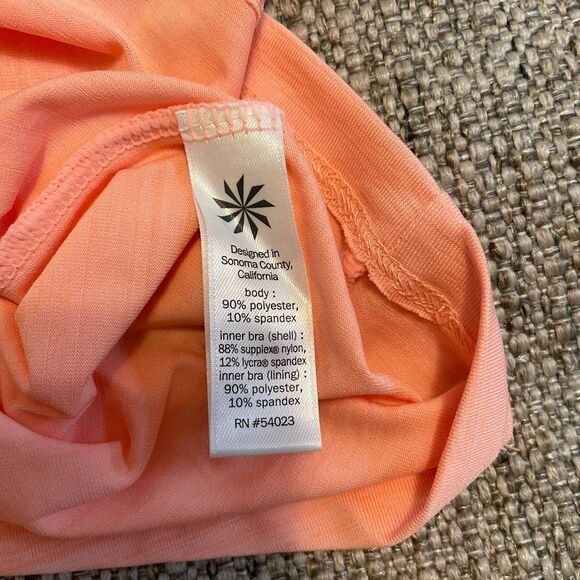 Designed in
Sonoma County,
California
body :
90% polyester,
10% spandex
inner bra (shell) :
88% supplex® nylon,
12% lycra® spandex
inner bra (lining) :
90% polyester,
10% spandex
RN #54023